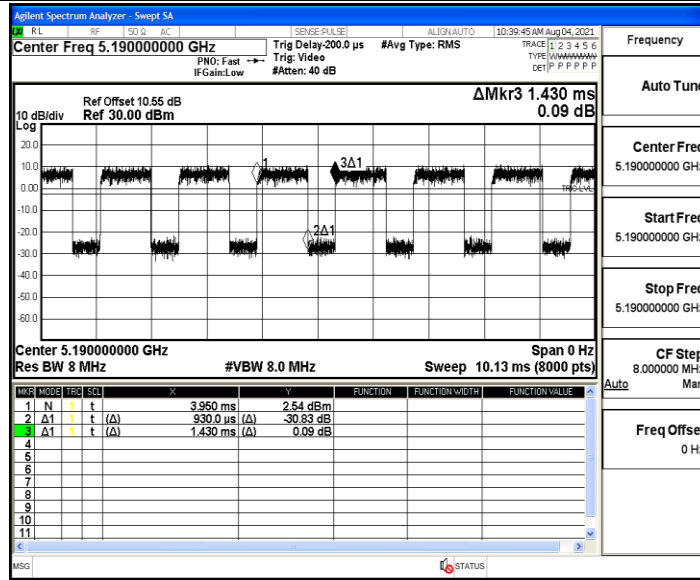 Agilent Spectrum Analyzer - Swept SA
RL RF 50 Ω AC SENSE:PULSE ALIGN AUTO 10:39:45 AM Aug 04, 2021
Center Freq 5.190000000 GHz
PNO: Fast
IFGain:Low
Trig Delay-200.0 µs
Trig: Video
#Atten: 40 dB
#Avg Type: RMS
TRACE 1 2 3 4 5 6
TYPE WWWWWW
DET P P P P P P
Frequency
Auto Tune
Center Freq
5.190000000 GHz
Start Freq
5.190000000 GHz
Stop Freq
5.190000000 GHz
CF Step
8.000000 MHz
Auto Man
Freq Offset
0 Hz
ΔMkr3 1.430 ms
0.09 dB
Ref Offset 10.55 dB
10 dB/div Ref 30.00 dBm
Log
20.0
10.0
0.00
-10.0
-20.0
-30.0
-40.0
-50.0
-60.0
1
3Δ1
2Δ1
TRIG LVL
Center 5.190000000 GHz Span 0 Hz
Res BW 8 MHz #VBW 8.0 MHz Sweep 10.13 ms (8000 pts)
MKR MODE TRC SCL X Y FUNCTION FUNCTION WIDTH FUNCTION VALUE
1 N 1 t 3.950 ms 2.54 dBm
2 Δ1 1 t (Δ) 930.0 µs (Δ) -30.83 dB
3 Δ1 1 t (Δ) 1.430 ms (Δ) 0.09 dB
4
5
6
7
8
9
10
11
MSG STATUS